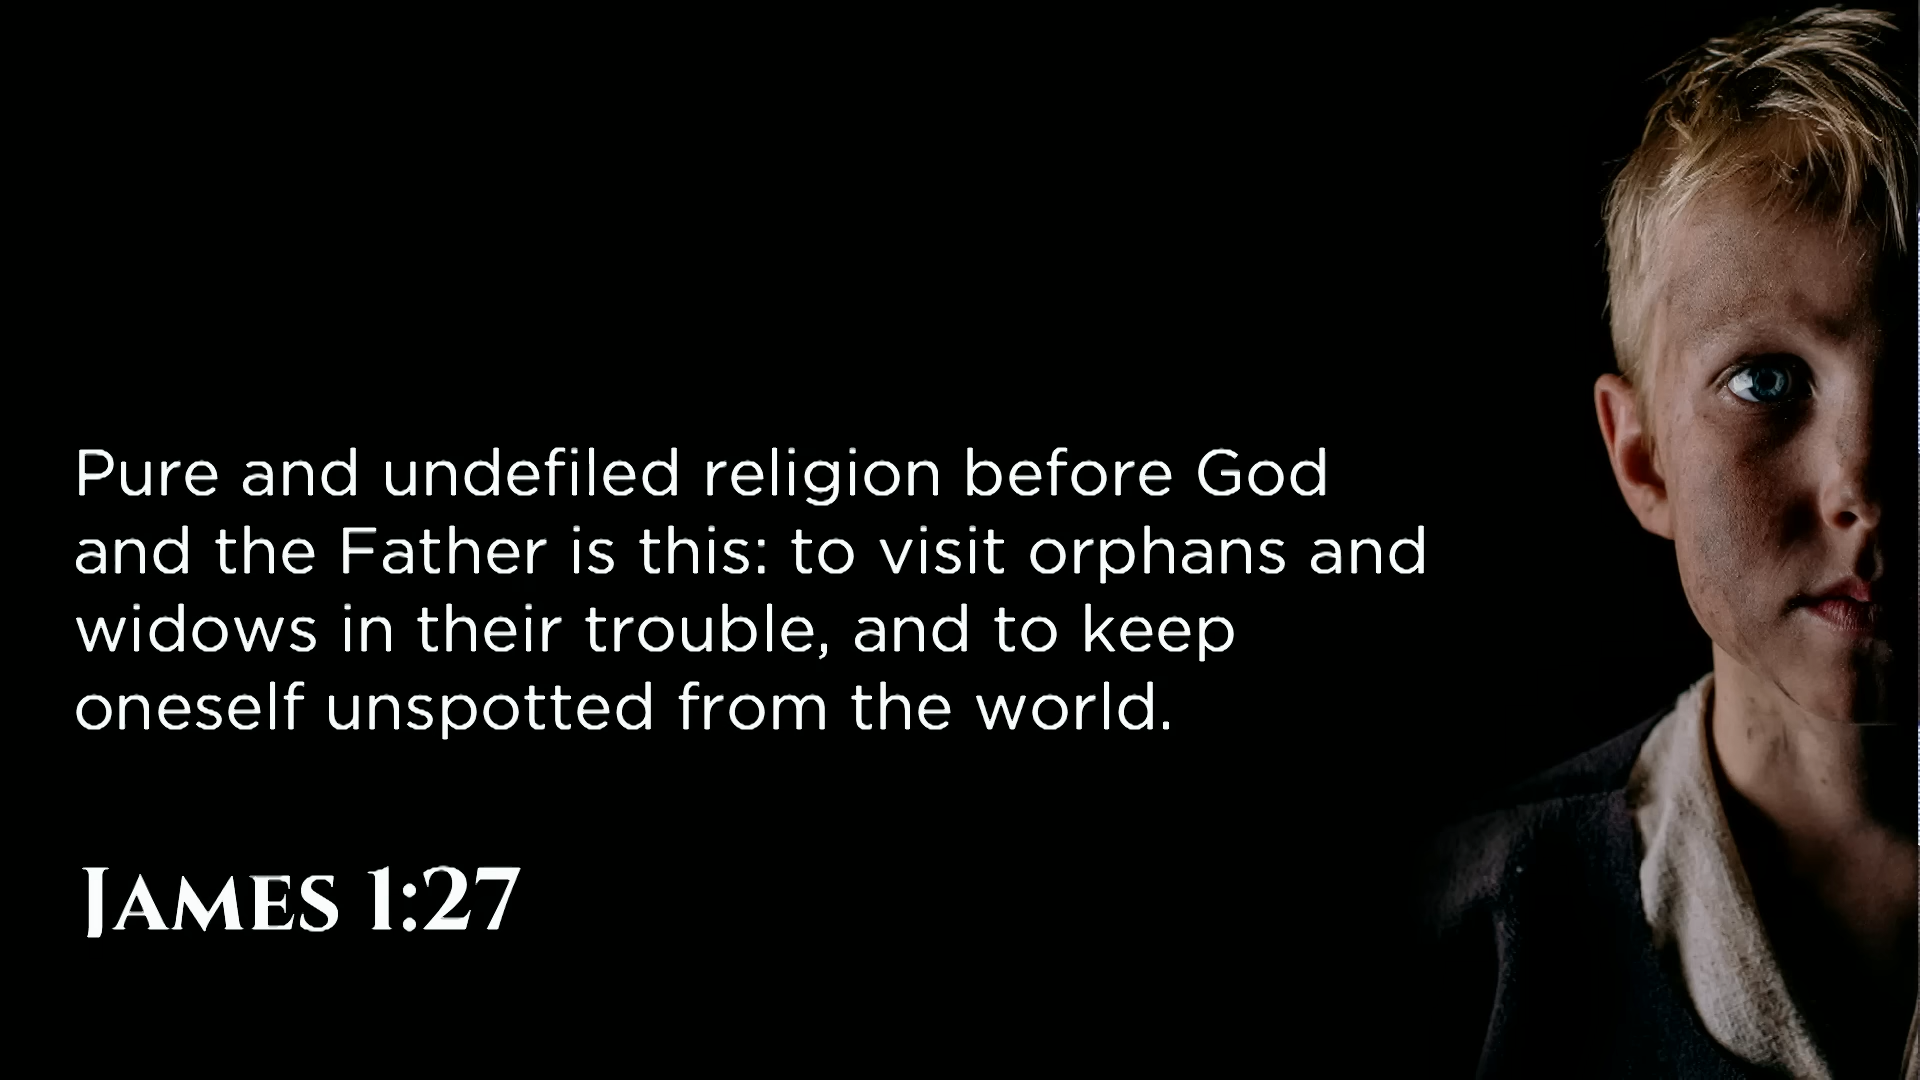 Pure and undefiled religion before God
and the Father is this: to visit orphans and
widows in their trouble, and to keep
oneself unspotted from the world.
James 1:27